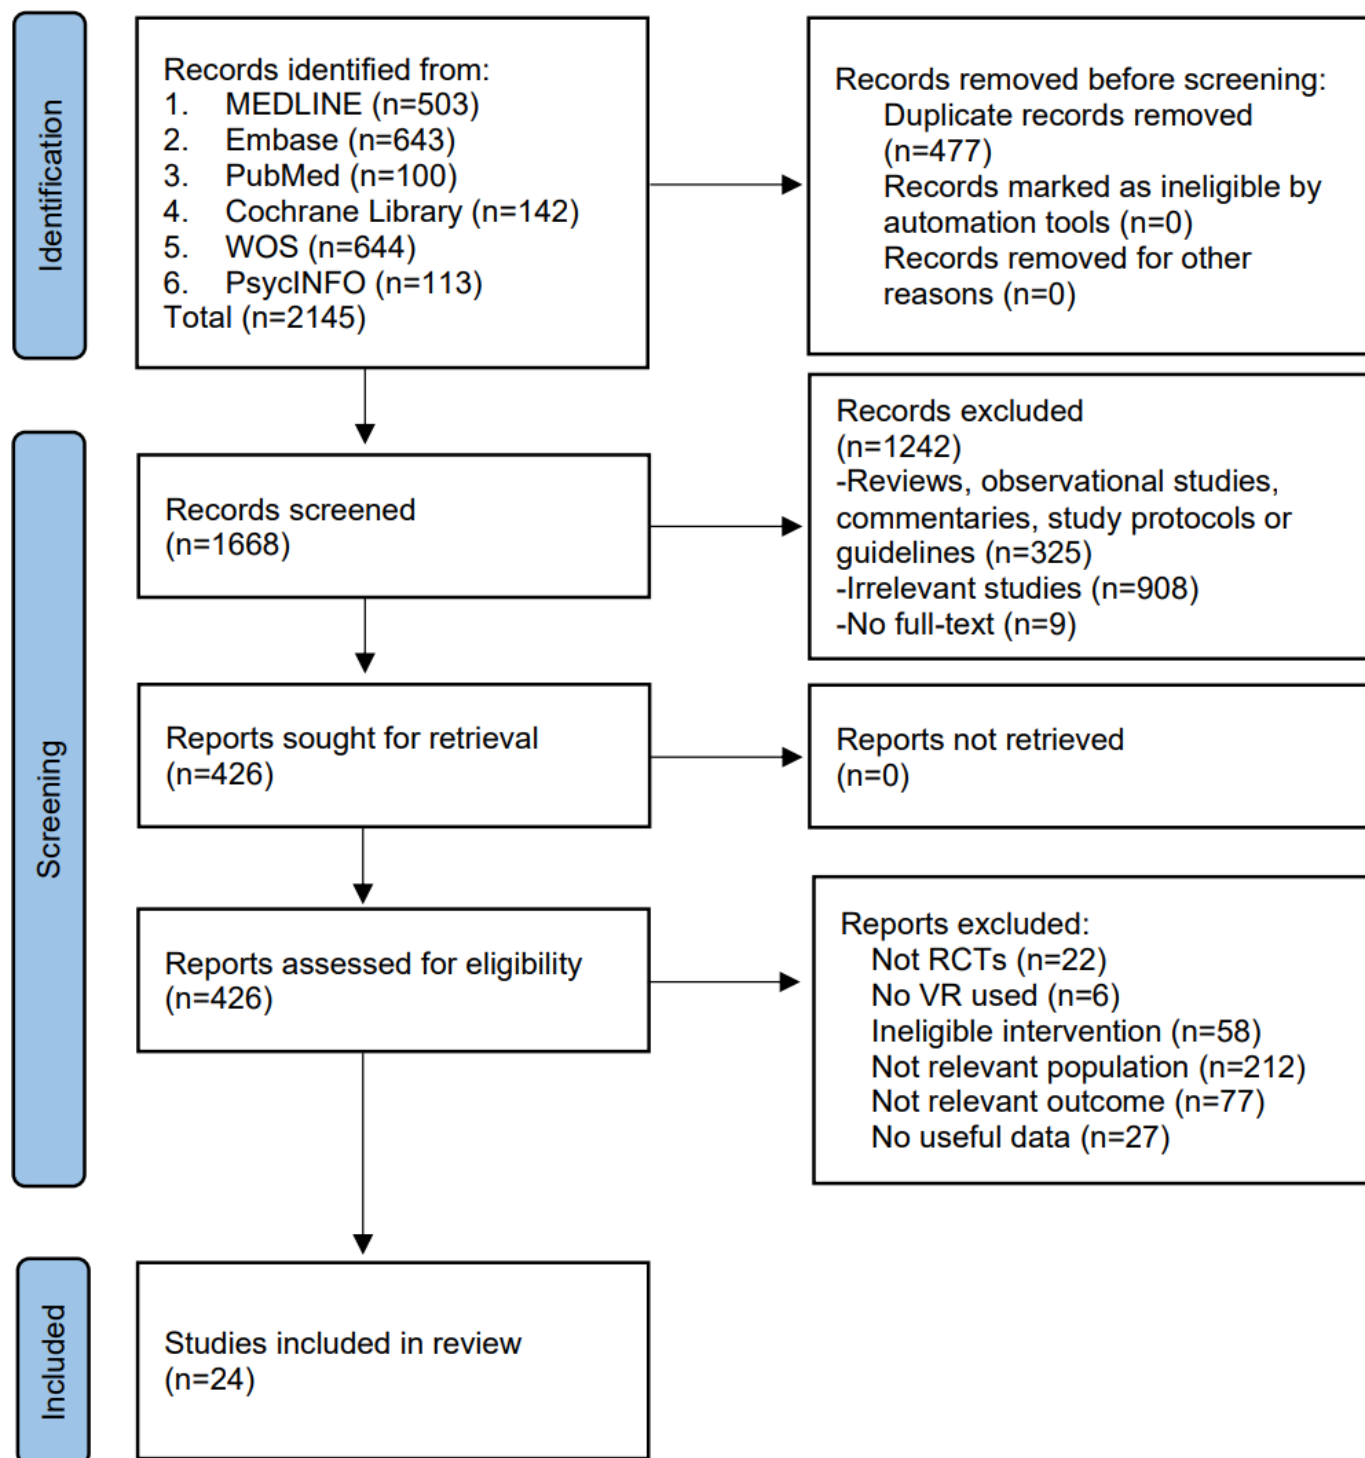 Identification
Records identified from:
1. MEDLINE (n=503)
2. Embase (n=643)
3. PubMed (n=100)
4. Cochrane Library (n=142)
5. WOS (n=644)
6. PsycINFO (n=113)
Total (n=2145)
Records removed before screening:
Duplicate records removed
(n=477)
Records marked as ineligible by
automation tools (n=0)
Records removed for other
reasons (n=0)
Screening
Records screened
(n=1668)
Records excluded
(n=1242)
-Reviews, observational studies,
commentaries, study protocols or
guidelines (n=325)
-Irrelevant studies (n=908)
-No full-text (n=9)
Reports sought for retrieval
(n=426)
Reports not retrieved
(n=0)
Reports assessed for eligibility
(n=426)
Reports excluded:
Not RCTs (n=22)
No VR used (n=6)
Ineligible intervention (n=58)
Not relevant population (n=212)
Not relevant outcome (n=77)
No useful data (n=27)
Included
Studies included in review
(n=24)